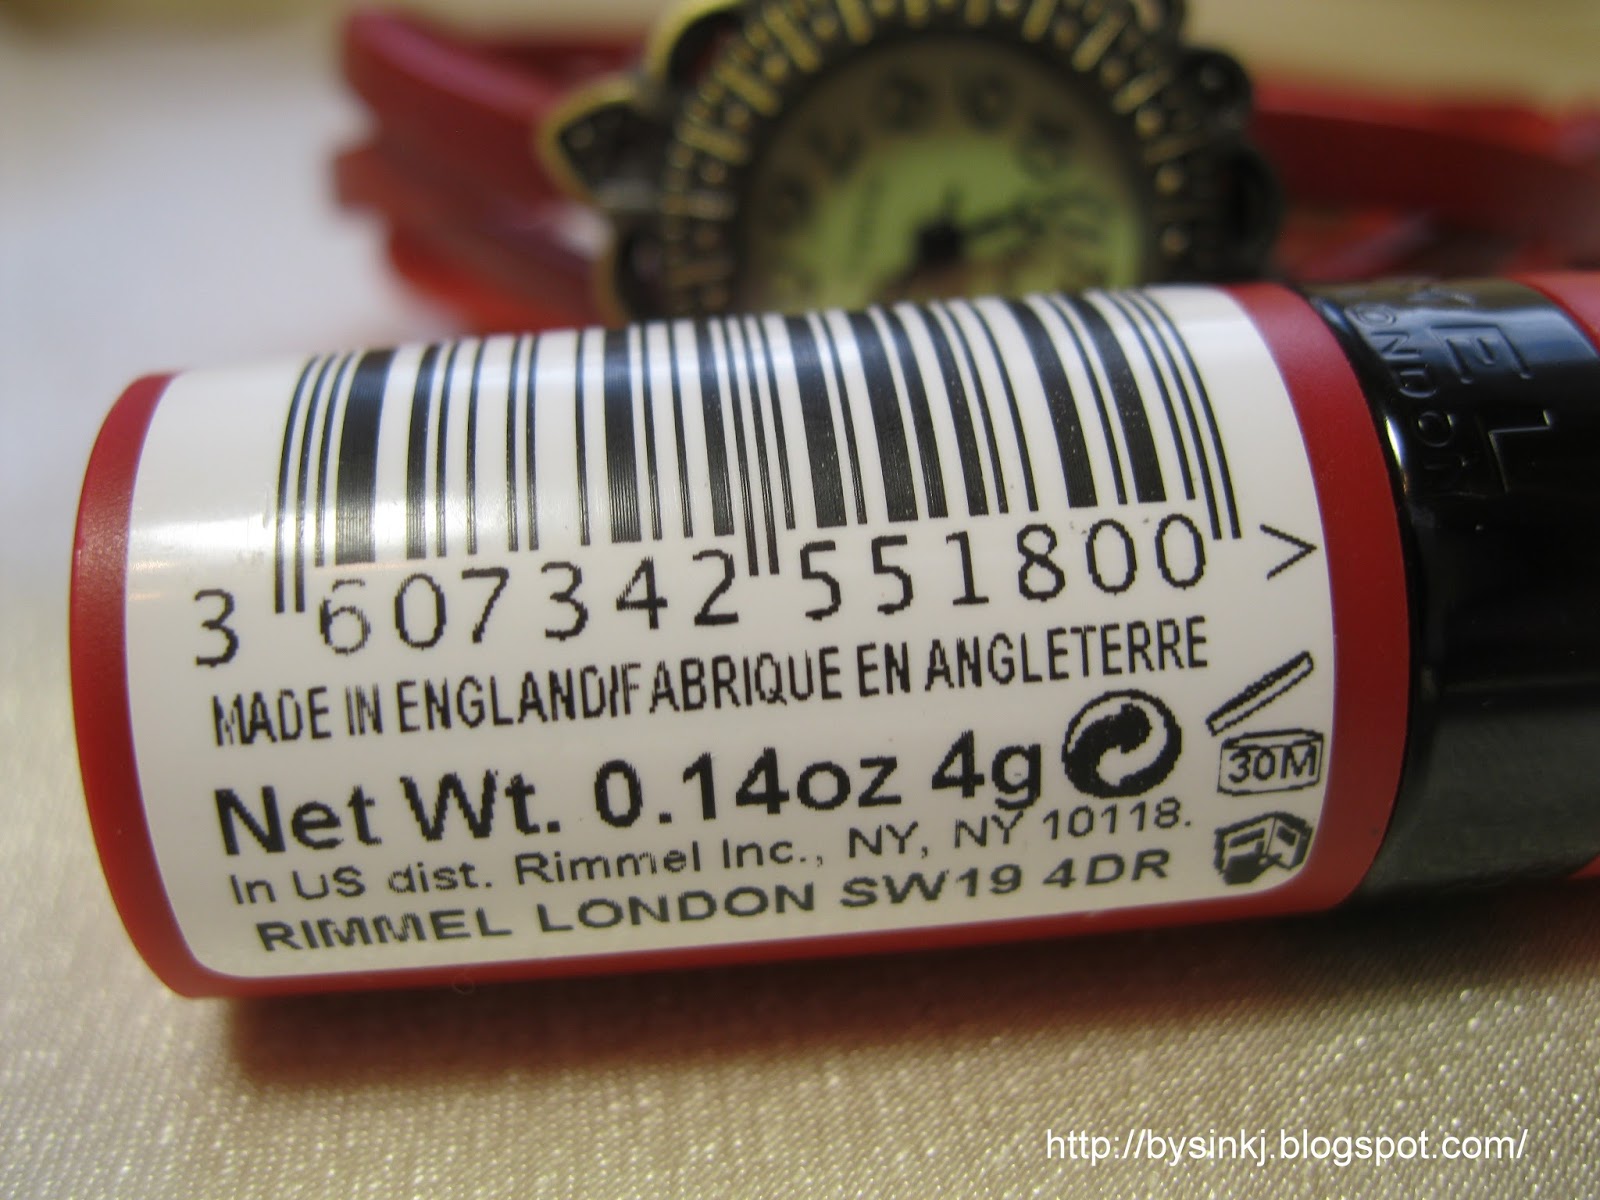 3 607342 551800 >
MADE IN ENGLAND/FABRIQUE EN ANGLETERRE
Net Wt. 0.14oz 4g
30M
In US dist. Rimmel Inc., NY, NY 10118.
RIMMEL LONDON SW19 4DR
LONDON
http://bysinkj.blogspot.com/